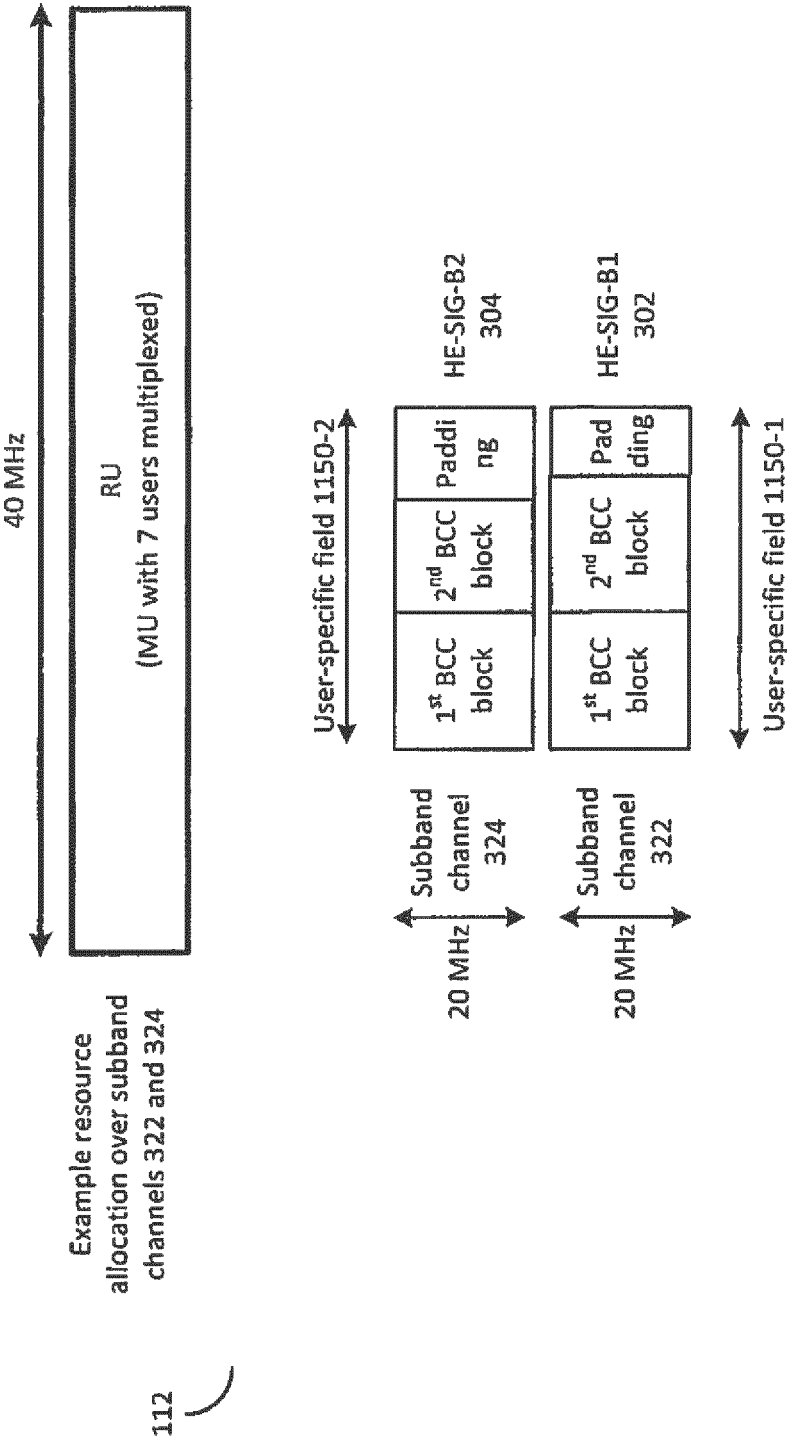 112
Example resource
allocation over subband
channels 322 and 324
40 MHz
RU
(MU with 7 users multiplexed)
User-specific field 1150-2
20 MHz
Subband
channel
324
1st BCC
block
2nd BCC
block
Paddi
ng
HE-SIG-B2
304
20 MHz
Subband
channel
322
1st BCC
block
2nd BCC
block
Pad
ding
HE-SIG-B1
302
User-specific field 1150-1